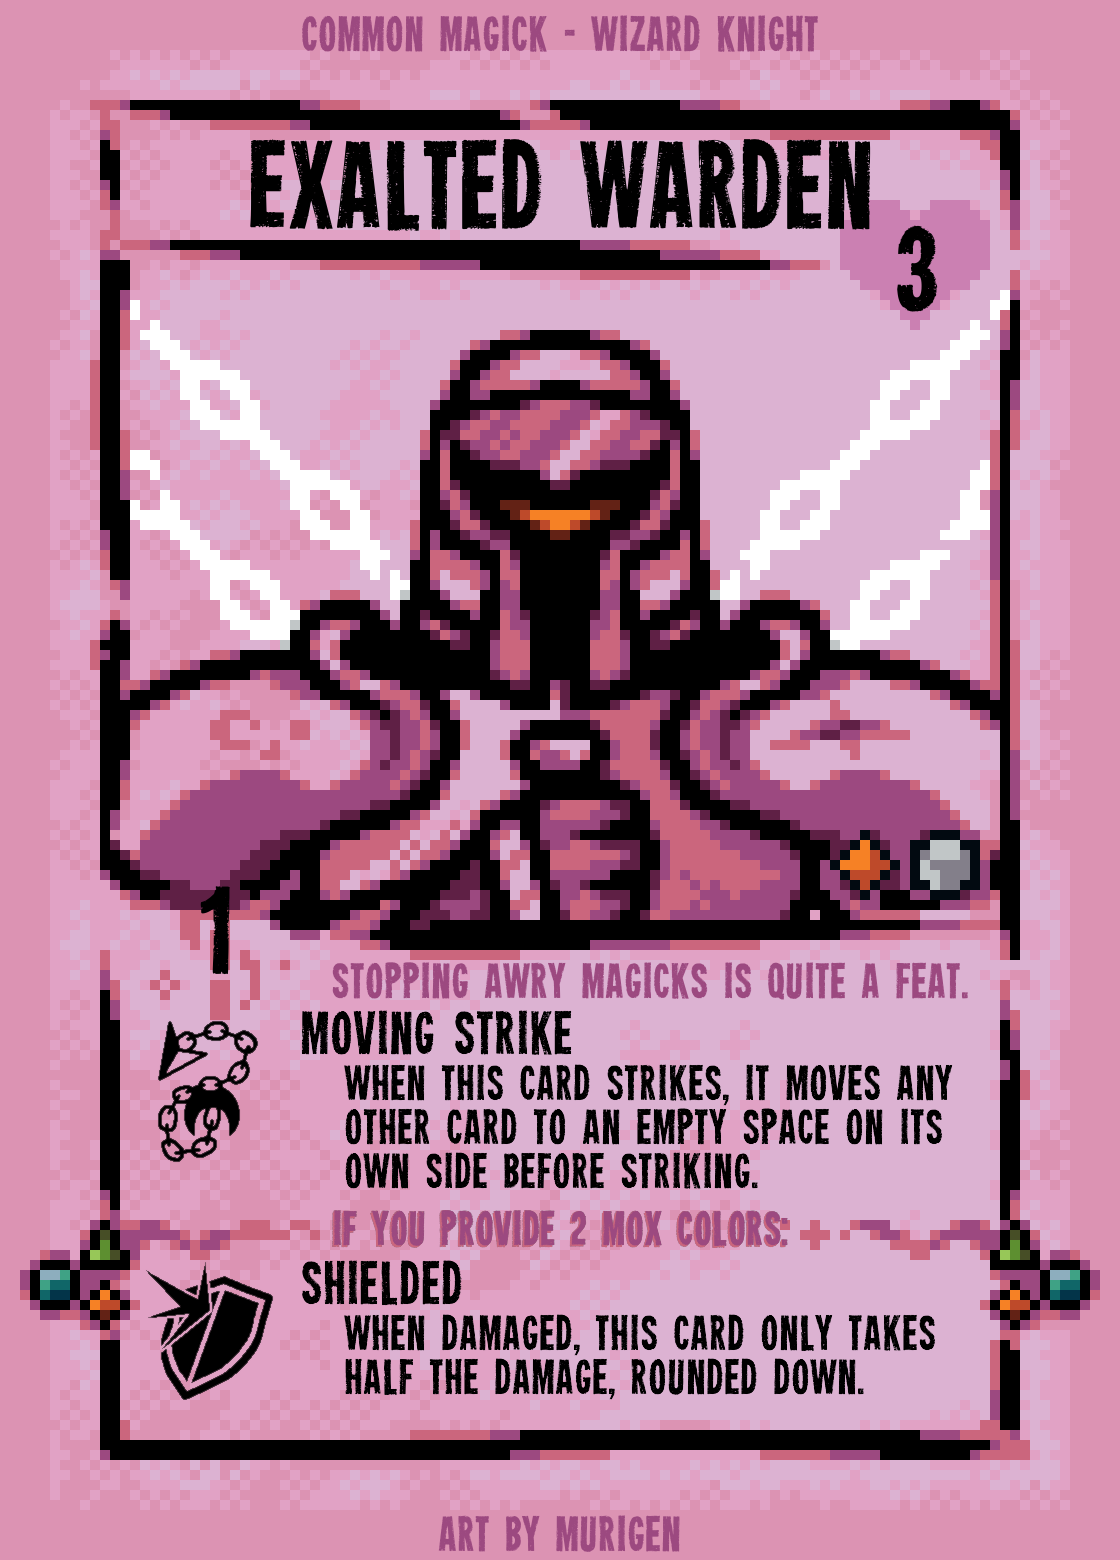 COMMON MAGICK - WIZARD KNIGHT
EXALTED WARDEN
3
1
STOPPING AWRY MAGICKS IS QUITE A FEAT.
MOVING STRIKE
WHEN THIS CARD STRIKES, IT MOVES ANY
OTHER CARD TO AN EMPTY SPACE ON ITS
OWN SIDE BEFORE STRIKING.
IF YOU PROVIDE 2 MOX COLORS:
SHIELDED
WHEN DAMAGED, THIS CARD ONLY TAKES
HALF THE DAMAGE, ROUNDED DOWN.
ART BY MURIGEN